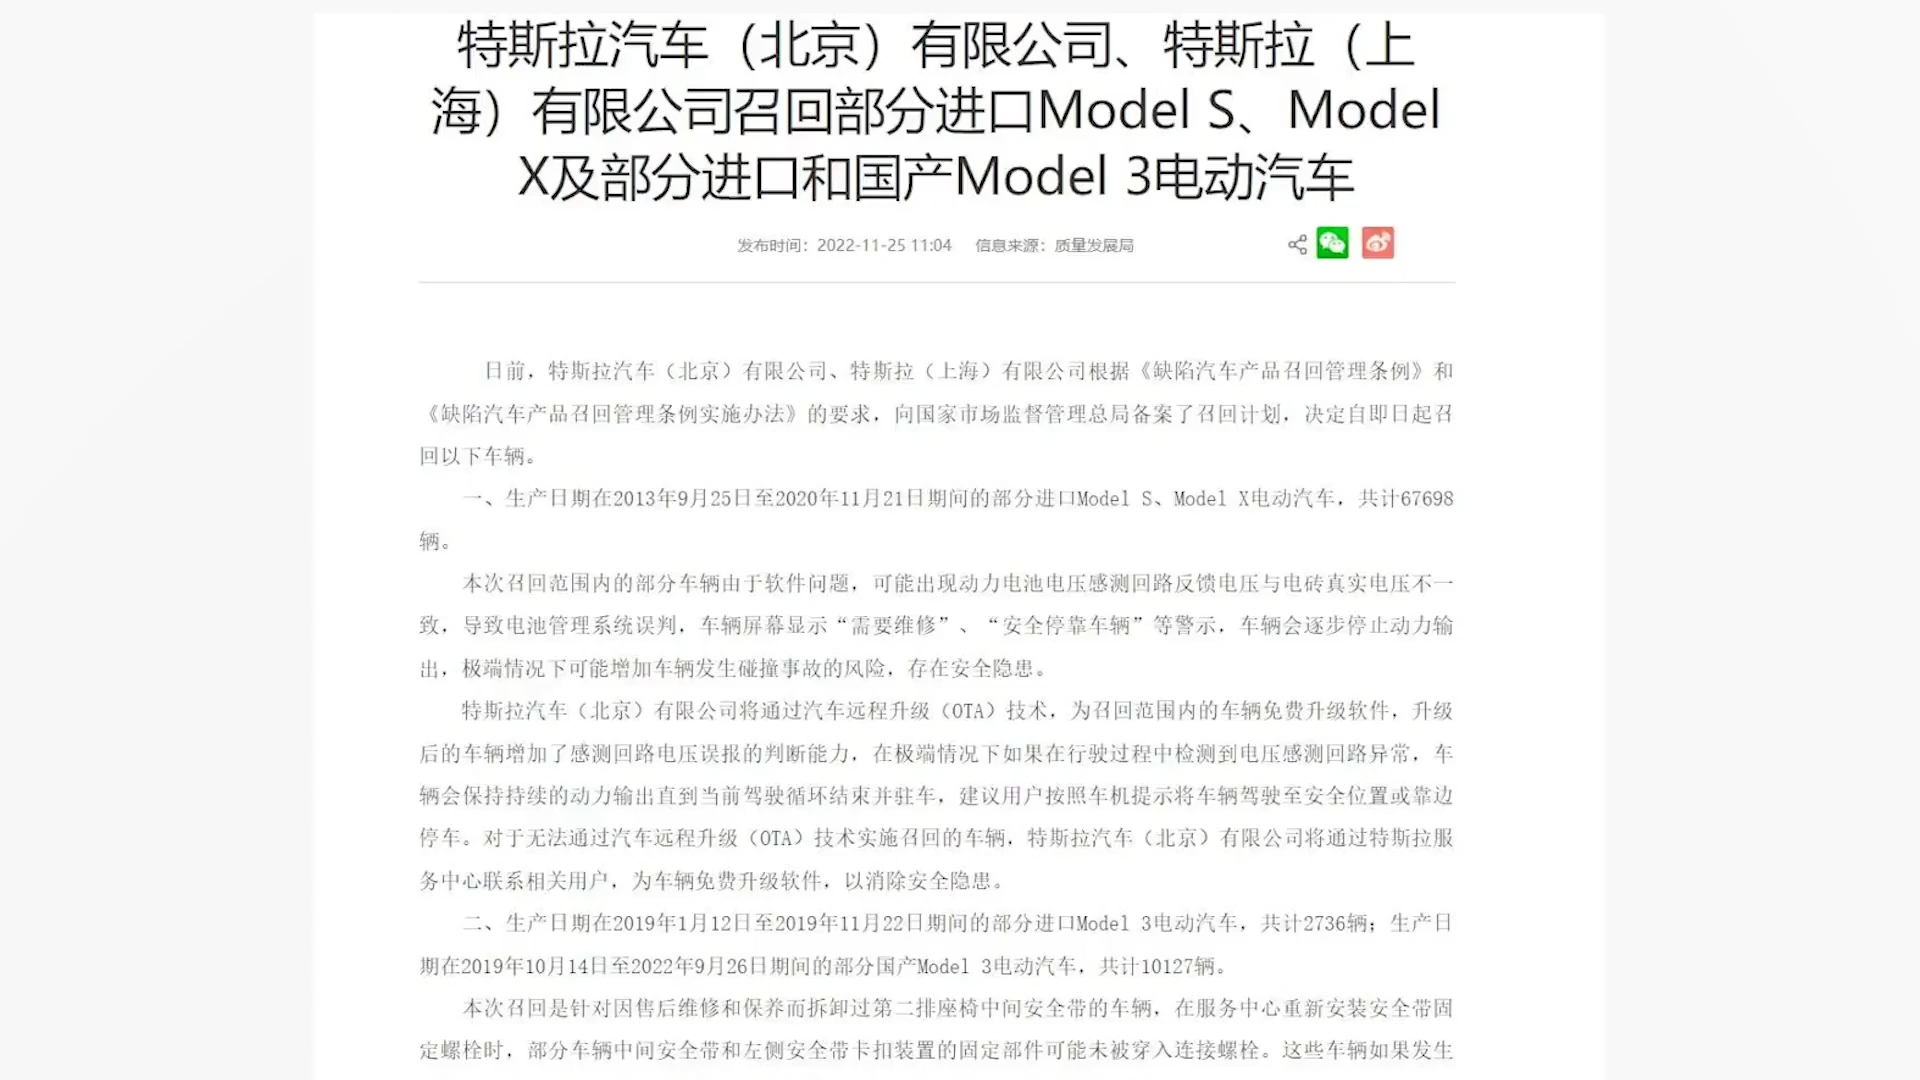 特斯拉汽车（北京）有限公司、特斯拉（上
海）有限公司召回部分进口Model S、Model
X及部分进口和国产Model 3电动汽车
发布时间：2022-11-25 11:04 信息来源：质量发展局
日前，特斯拉汽车（北京）有限公司、特斯拉（上海）有限公司根据《缺陷汽车产品召回管理条例》和
《缺陷汽车产品召回管理条例实施办法》的要求，向国家市场监督管理总局备案了召回计划，决定自即日起召
回以下车辆。
一、生产日期在2013年9月25日至2020年11月21日期间的部分进口Model S、Model X电动汽车，共计67698
辆。
本次召回范围内的部分车辆由于软件问题，可能出现动力电池电压感测回路反馈电压与电砖真实电压不一
致，导致电池管理系统误判，车辆屏幕显示“需要维修”、“安全停靠车辆”等警示，车辆会逐步停止动力输
出，极端情况下可能增加车辆发生碰撞事故的风险，存在安全隐患。
特斯拉汽车（北京）有限公司将通过汽车远程升级（OTA）技术，为召回范围内的车辆免费升级软件，升级
后的车辆增加了感测回路电压误报的判断能力，在极端情况下如果在行驶过程中检测到电压感测回路异常，车
辆会保持持续的动力输出直到当前驾驶循环结束并驻车，建议用户按照车机提示将车辆驾驶至安全位置或靠边
停车。对于无法通过汽车远程升级（OTA）技术实施召回的车辆，特斯拉汽车（北京）有限公司将通过特斯拉服
务中心联系相关用户，为车辆免费升级软件，以消除安全隐患。
二、生产日期在2019年1月12日至2019年11月22日期间的部分进口Model 3电动汽车，共计2736辆；生产日
期在2019年10月14日至2022年9月26日期间的部分国产Model 3电动汽车，共计10127辆。
本次召回是针对因售后维修和保养而拆卸过第二排座椅中间安全带的车辆，在服务中心重新安装安全带固
定螺栓时，部分车辆中间安全带和左侧安全带卡扣装置的固定部件可能未被穿入连接螺栓。这些车辆如果发生